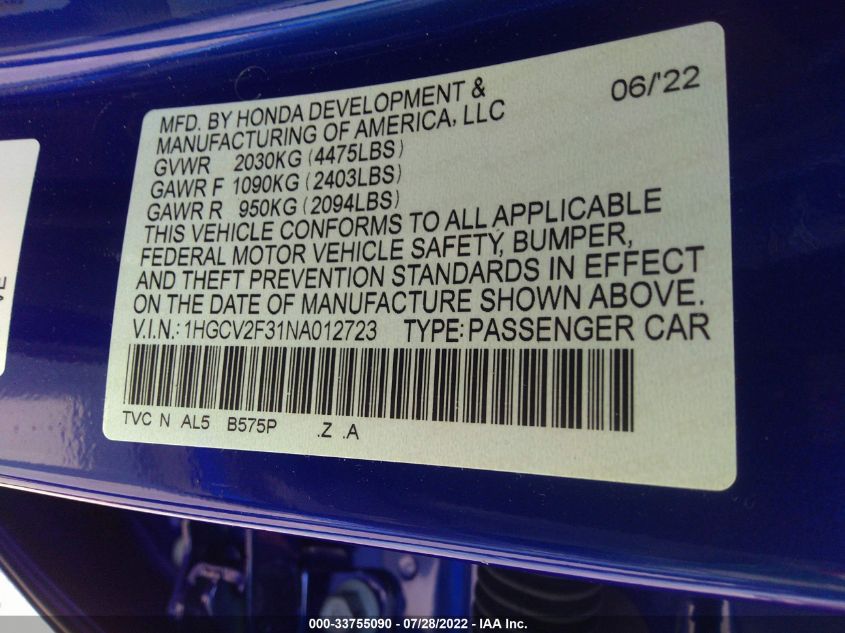 MFD. BY HONDA DEVELOPMENT & 06/'22
MANUFACTURING OF AMERICA, LLC
GVWR 2030KG (4475LBS)
GAWR F 1090KG (2403LBS)
GAWR R 950KG (2094LBS)
THIS VEHICLE CONFORMS TO ALL APPLICABLE
FEDERAL MOTOR VEHICLE SAFETY, BUMPER,
AND THEFT PREVENTION STANDARDS IN EFFECT
ON THE DATE OF MANUFACTURE SHOWN ABOVE.
V.I.N.: 1HGCV2F31NA012723 TYPE: PASSENGER CAR
TVC N AL5 B575P .Z .A
VE
000-33755090 - 07/28/2022 - IAA Inc.